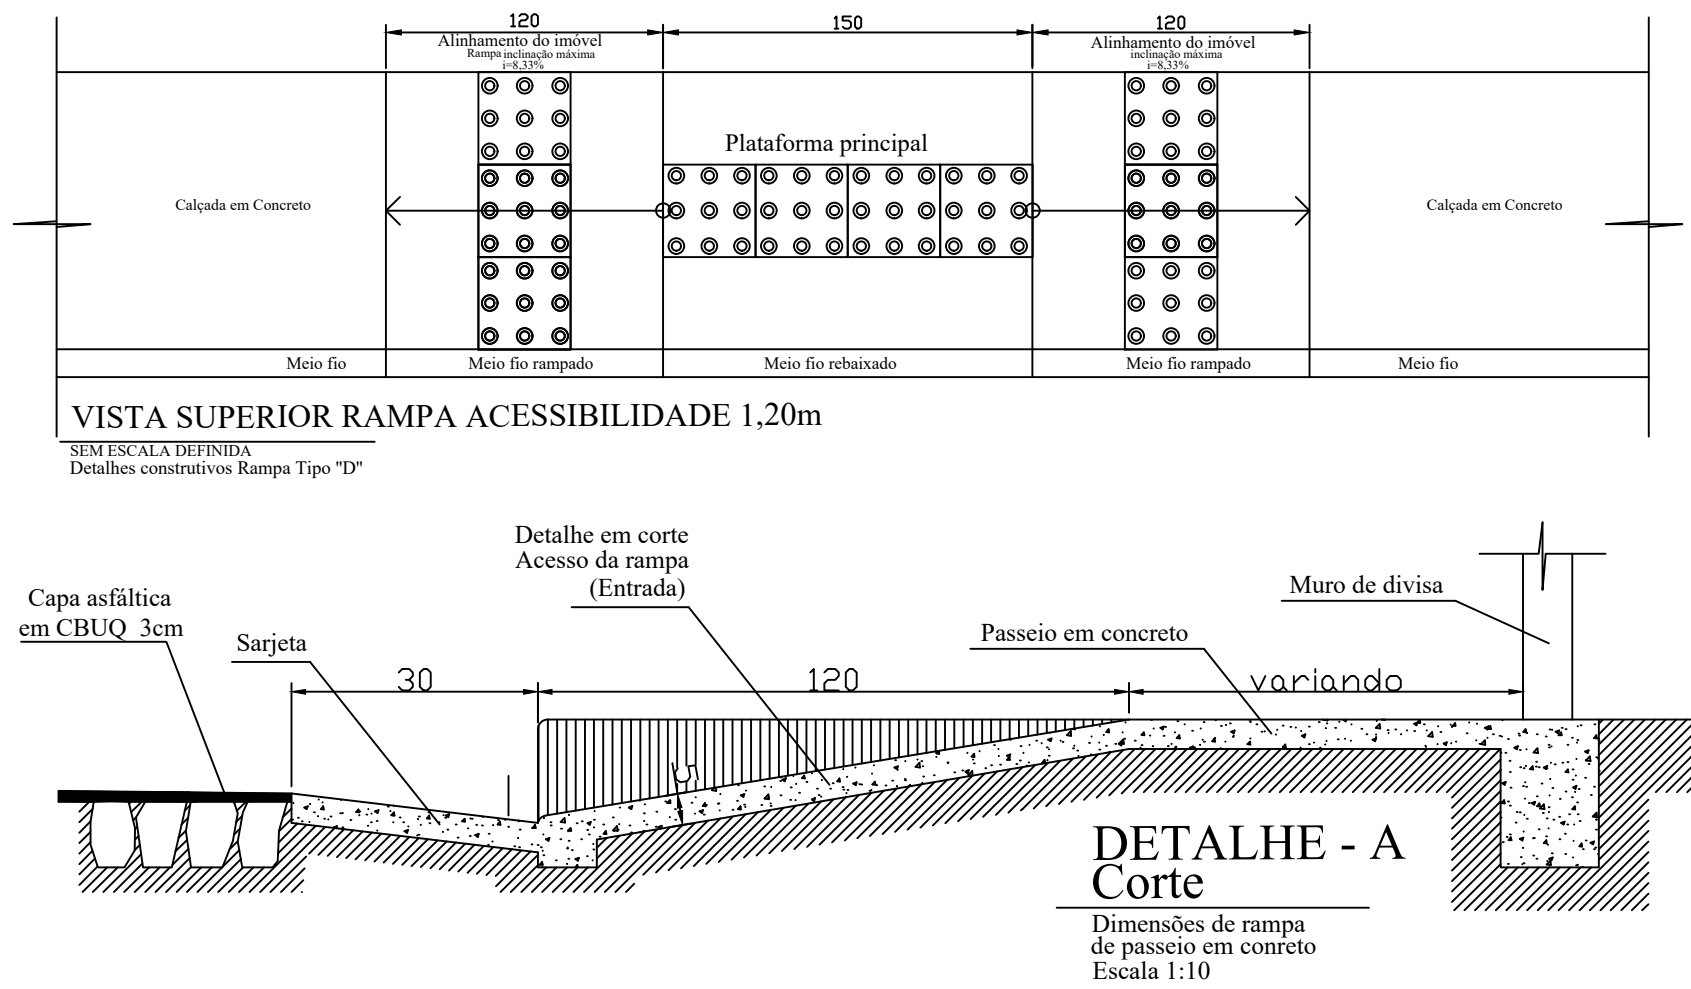 120
150
120
Alinhamento do imóvel
Rampa inclinação máxima
i=8,33%
Alinhamento do imóvel
inclinação máxima
i=8,33%
Plataforma principal
Calçada em Concreto
Calçada em Concreto
Meio fio
Meio fio rampado
Meio fio rebaixado
Meio fio rampado
Meio fio
VISTA SUPERIOR RAMPA ACESSIBILIDADE 1,20m
SEM ESCALA DEFINIDA
Detalhes construtivos Rampa Tipo "D"
Detalhe em corte
Acesso da rampa
(Entrada)
Capa asfáltica
em CBUQ 3cm
Sarjeta
Passeio em concreto
Muro de divisa
30
120
variando
5
DETALHE - A
Corte
Dimensões de rampa
de passeio em conreto
Escala 1:10